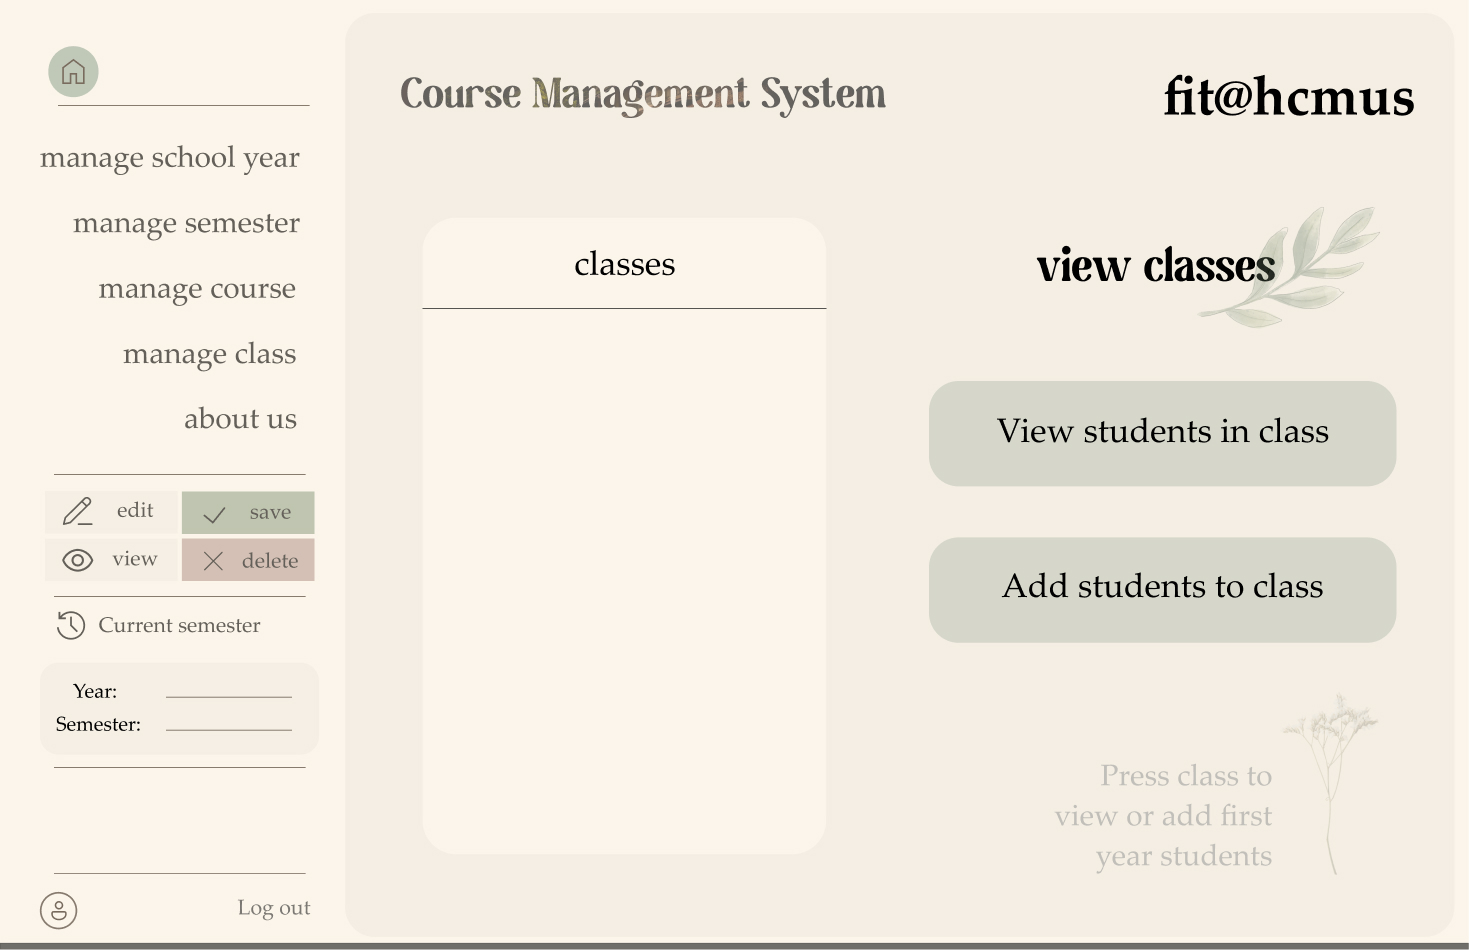 Course Management System
fit@hcmus
manage school year
manage semester
manage course
manage class
about us
edit
save
view
delete
Current semester
Year:
Semester:
Log out
classes
view classes
View students in class
Add students to class
Press class to
view or add first
year students